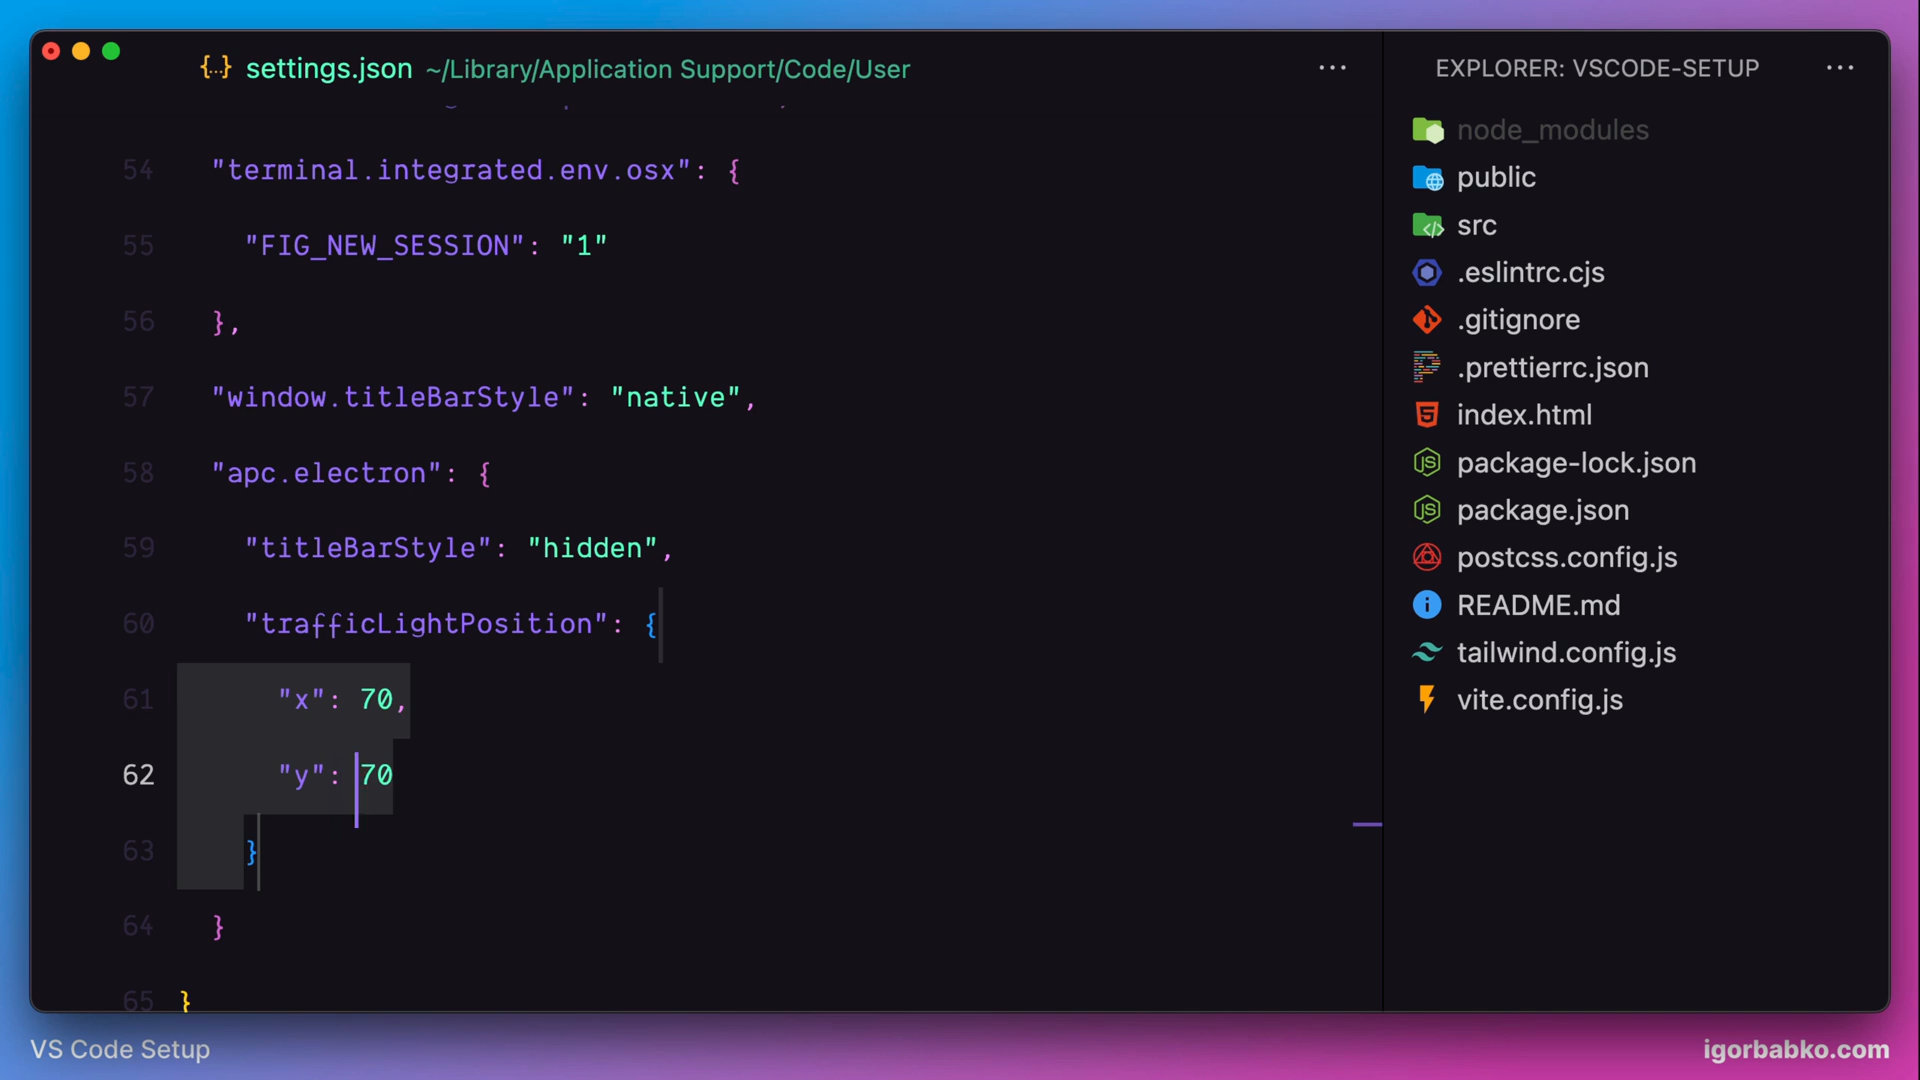 {...} settings.json ~/Library/Application Support/Code/User ...
54 "terminal.integrated.env.osx": {
55 "FIG_NEW_SESSION": "1"
56 },
57 "window.titleBarStyle": "native",
58 "apc.electron": {
59 "titleBarStyle": "hidden",
60 "trafficLightPosition": {
61 "x": 70,
62 "y": 70
63 }
64 }
65 }
EXPLORER: VSCODE-SETUP ...
node_modules
public
src
.eslintrc.cjs
.gitignore
.prettierrc.json
index.html
package-lock.json
package.json
postcss.config.js
README.md
tailwind.config.js
vite.config.js
VS Code Setup
igorbabko.com